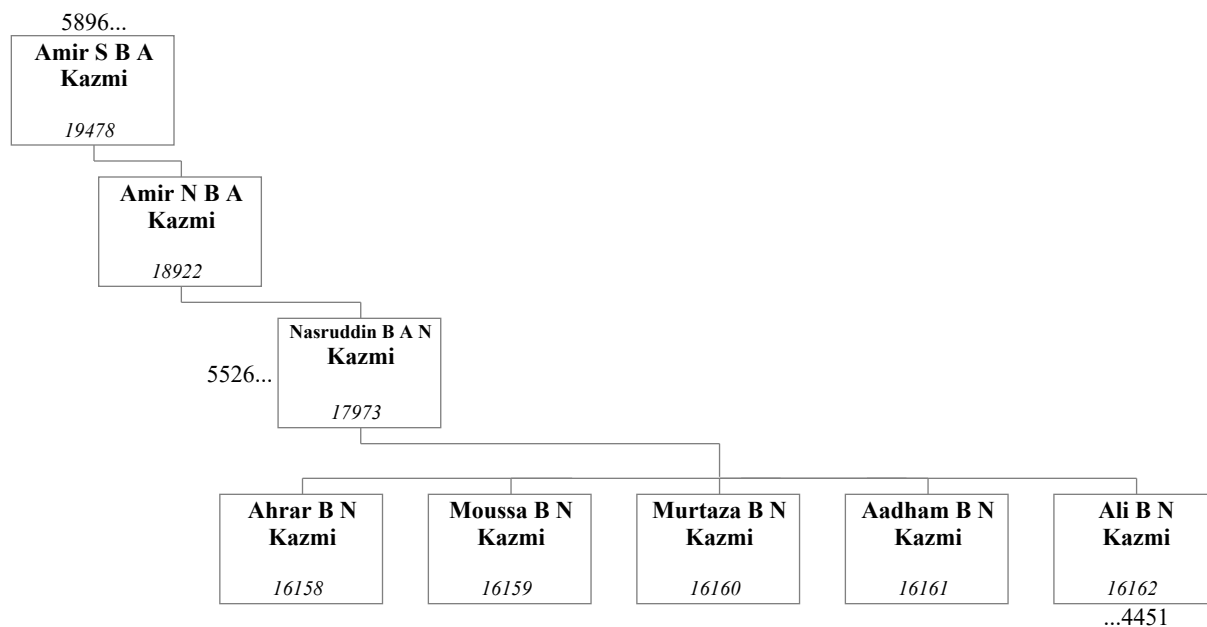 5896...
Amir S B A
Kazmi
19478
Amir N B A
Kazmi
18922
Nasruddin B A N
Kazmi
5526...
17973
Ahrar B N
Kazmi
16158
Moussa B N
Kazmi
16159
Murtaza B N
Kazmi
16160
Aadham B N
Kazmi
16161
Ali B N
Kazmi
16162
...4451